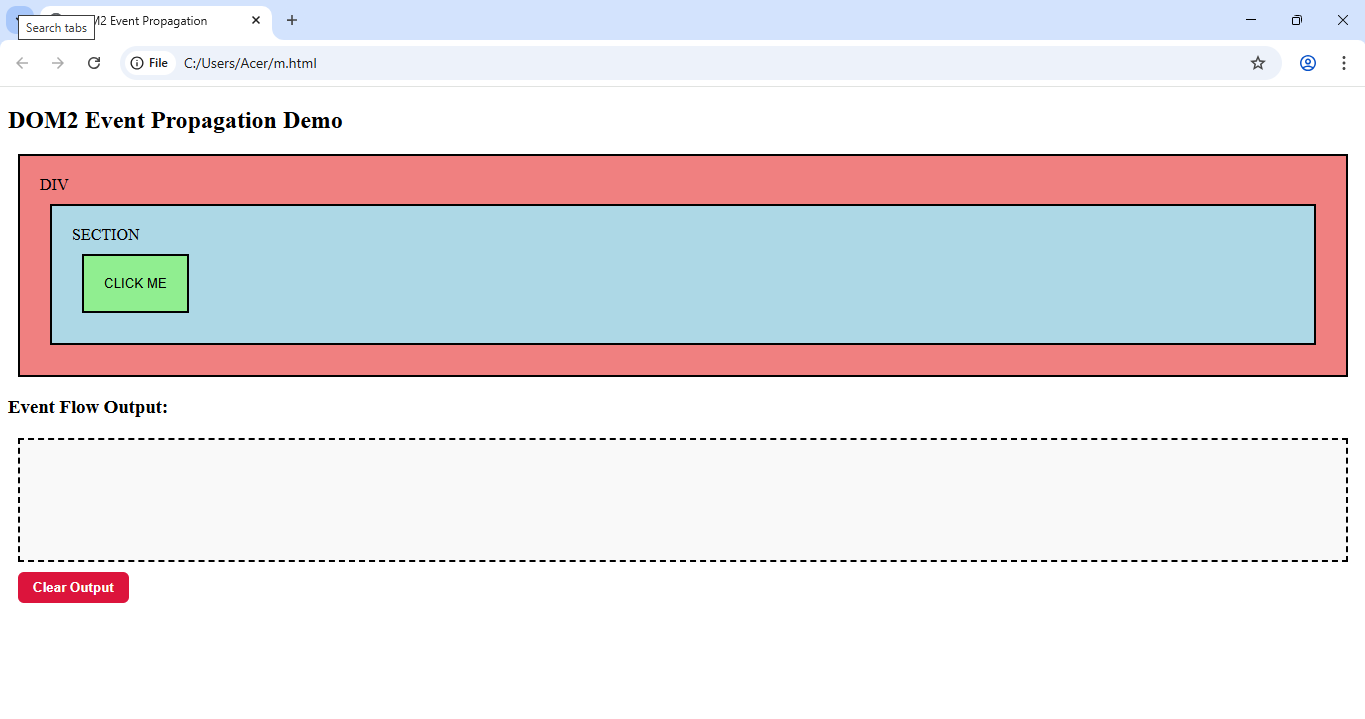 Search tabs
M2 Event Propagation
File
C:/Users/Acer/m.html
DOM2 Event Propagation Demo
DIV
SECTION
CLICK ME
Event Flow Output:
Clear Output